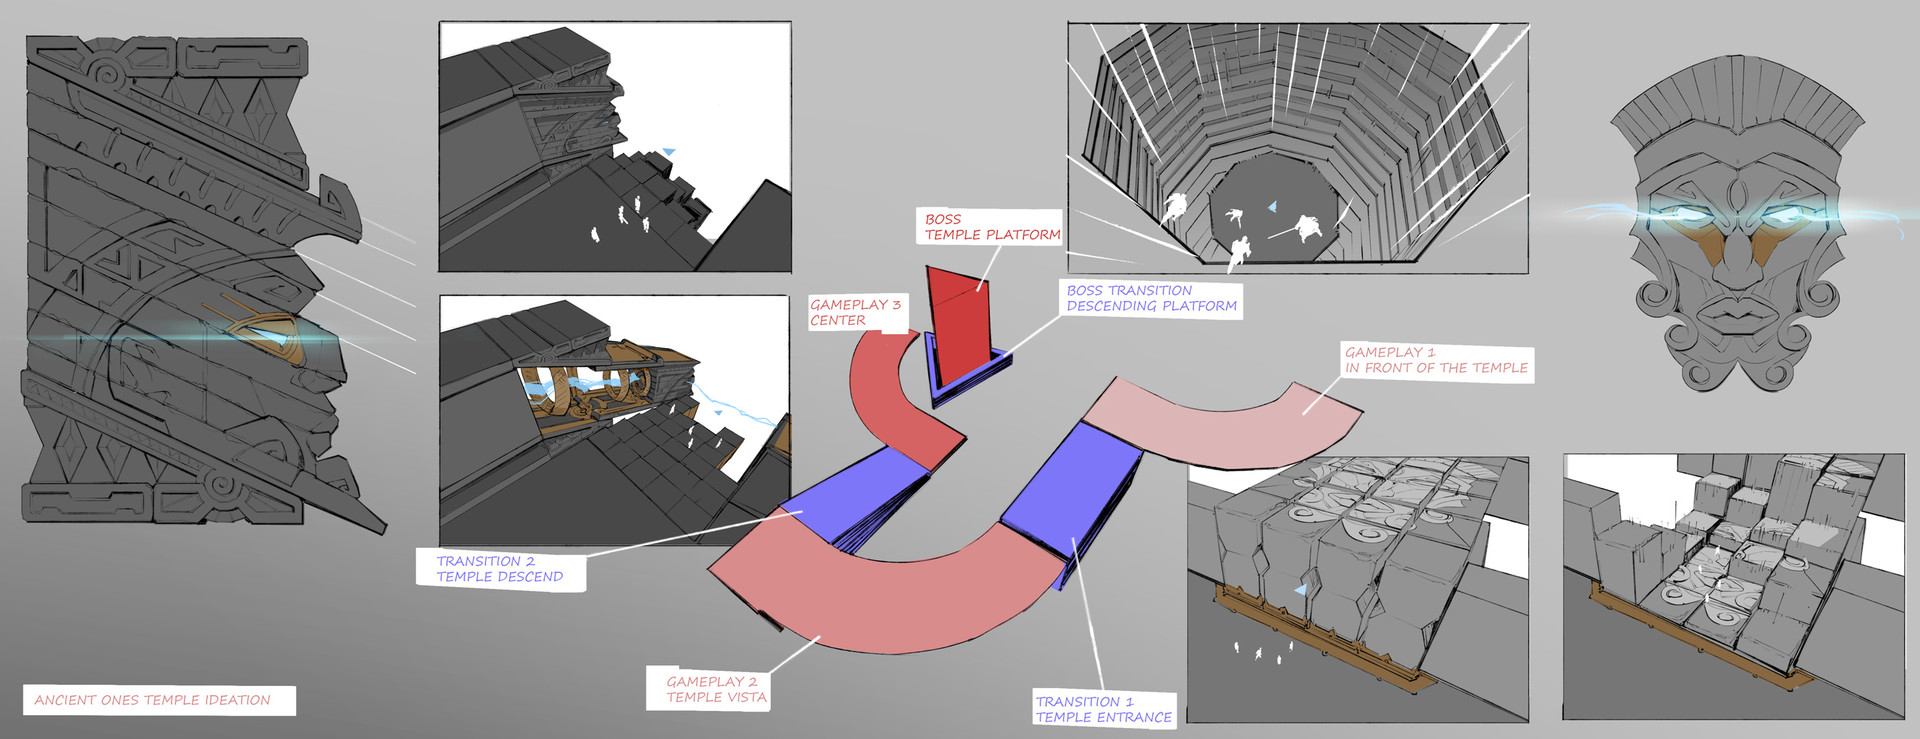 BOSS
TEMPLE PLATFORM
GAMEPLAY 3
CENTER
BOSS TRANSITION
DESCENDING PLATFORM
GAMEPLAY 1
IN FRONT OF THE TEMPLE
TRANSITION 2
TEMPLE DESCEND
GAMEPLAY 2
TEMPLE VISTA
TRANSITION 1
TEMPLE ENTRANCE
ANCIENT ONES TEMPLE IDEATION